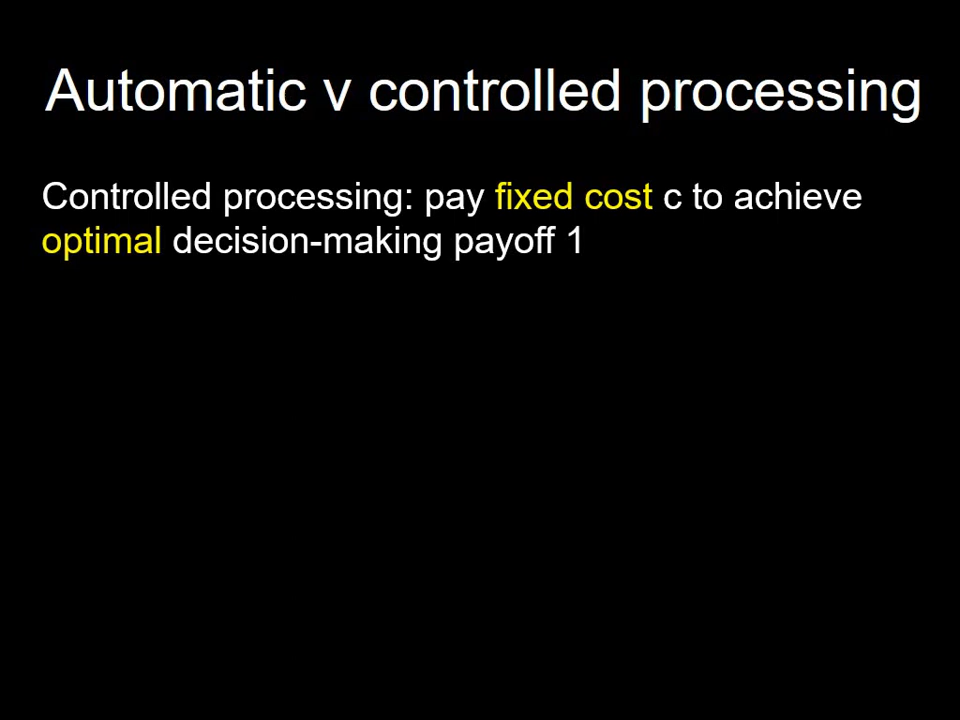 Automatic v controlled processing
Controlled processing: pay fixed cost c to achieve
optimal decision-making payoff 1